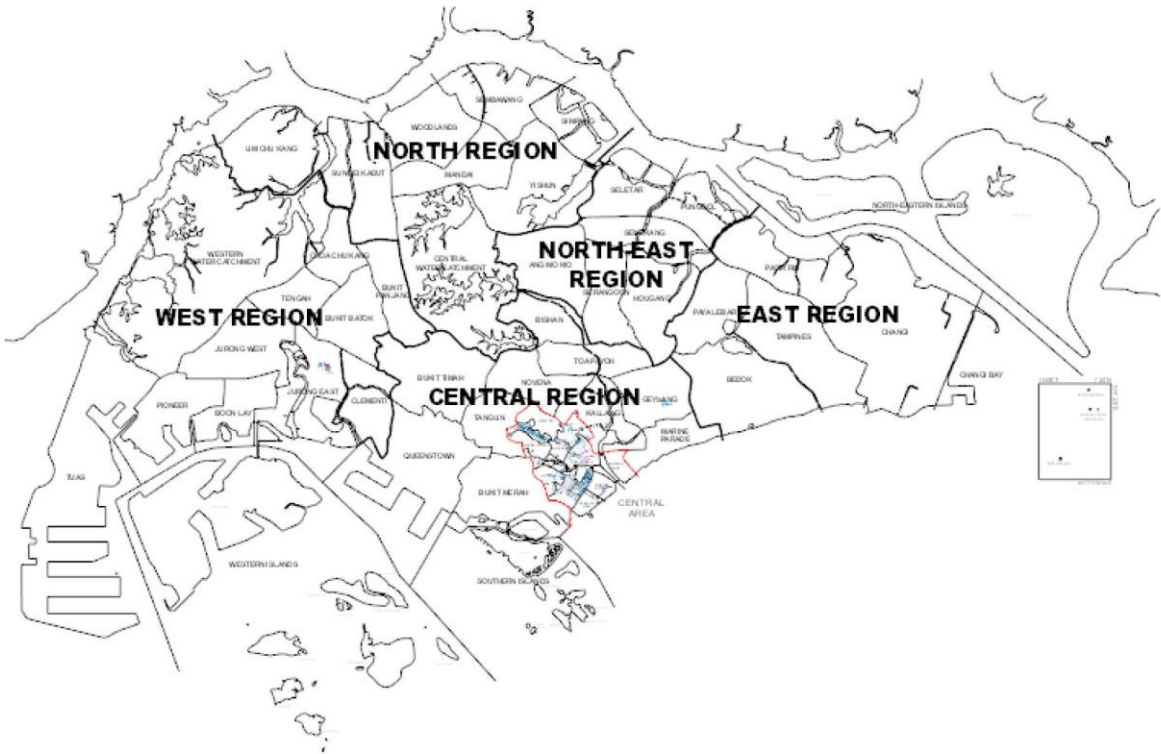 SEMBAWANG
WOODLANDS
SIMPANG
LIM CHU KANG
NORTH REGION
SUNGEI KADUT
MANDAI
YISHUN
SELETAR
PUNGGOL
NORTH-EASTERN ISLANDS
SENGKANG
WESTERN
WATER CATCHMENT
CHOA CHU KANG
CENTRAL
WATER CATCHMENT
NORTH-EAST
REGION
ANG MO KIO
PASIR RIS
TENGAH
BUKIT
PANJANG
SERANGOON
HOUGANG
WEST REGION
BUKIT BATOK
BISHAN
PAYA LEBAR
EAST REGION
TAMPINES
CHANGI
JURONG WEST
TOA PAYOH
BUKIT TIMAH
NOVENA
BEDOK
CHANGI BAY
JURONG EAST
CLEMENTI
CENTRAL REGION
GEYLANG
PIONEER
BOON LAY
TANGLIN
KALLANG
MARINE
PARADE
QUEENSTOWN
TUAS
BUKIT MERAH
CENTRAL
AREA
WESTERN ISLANDS
SOUTHERN ISLANDS